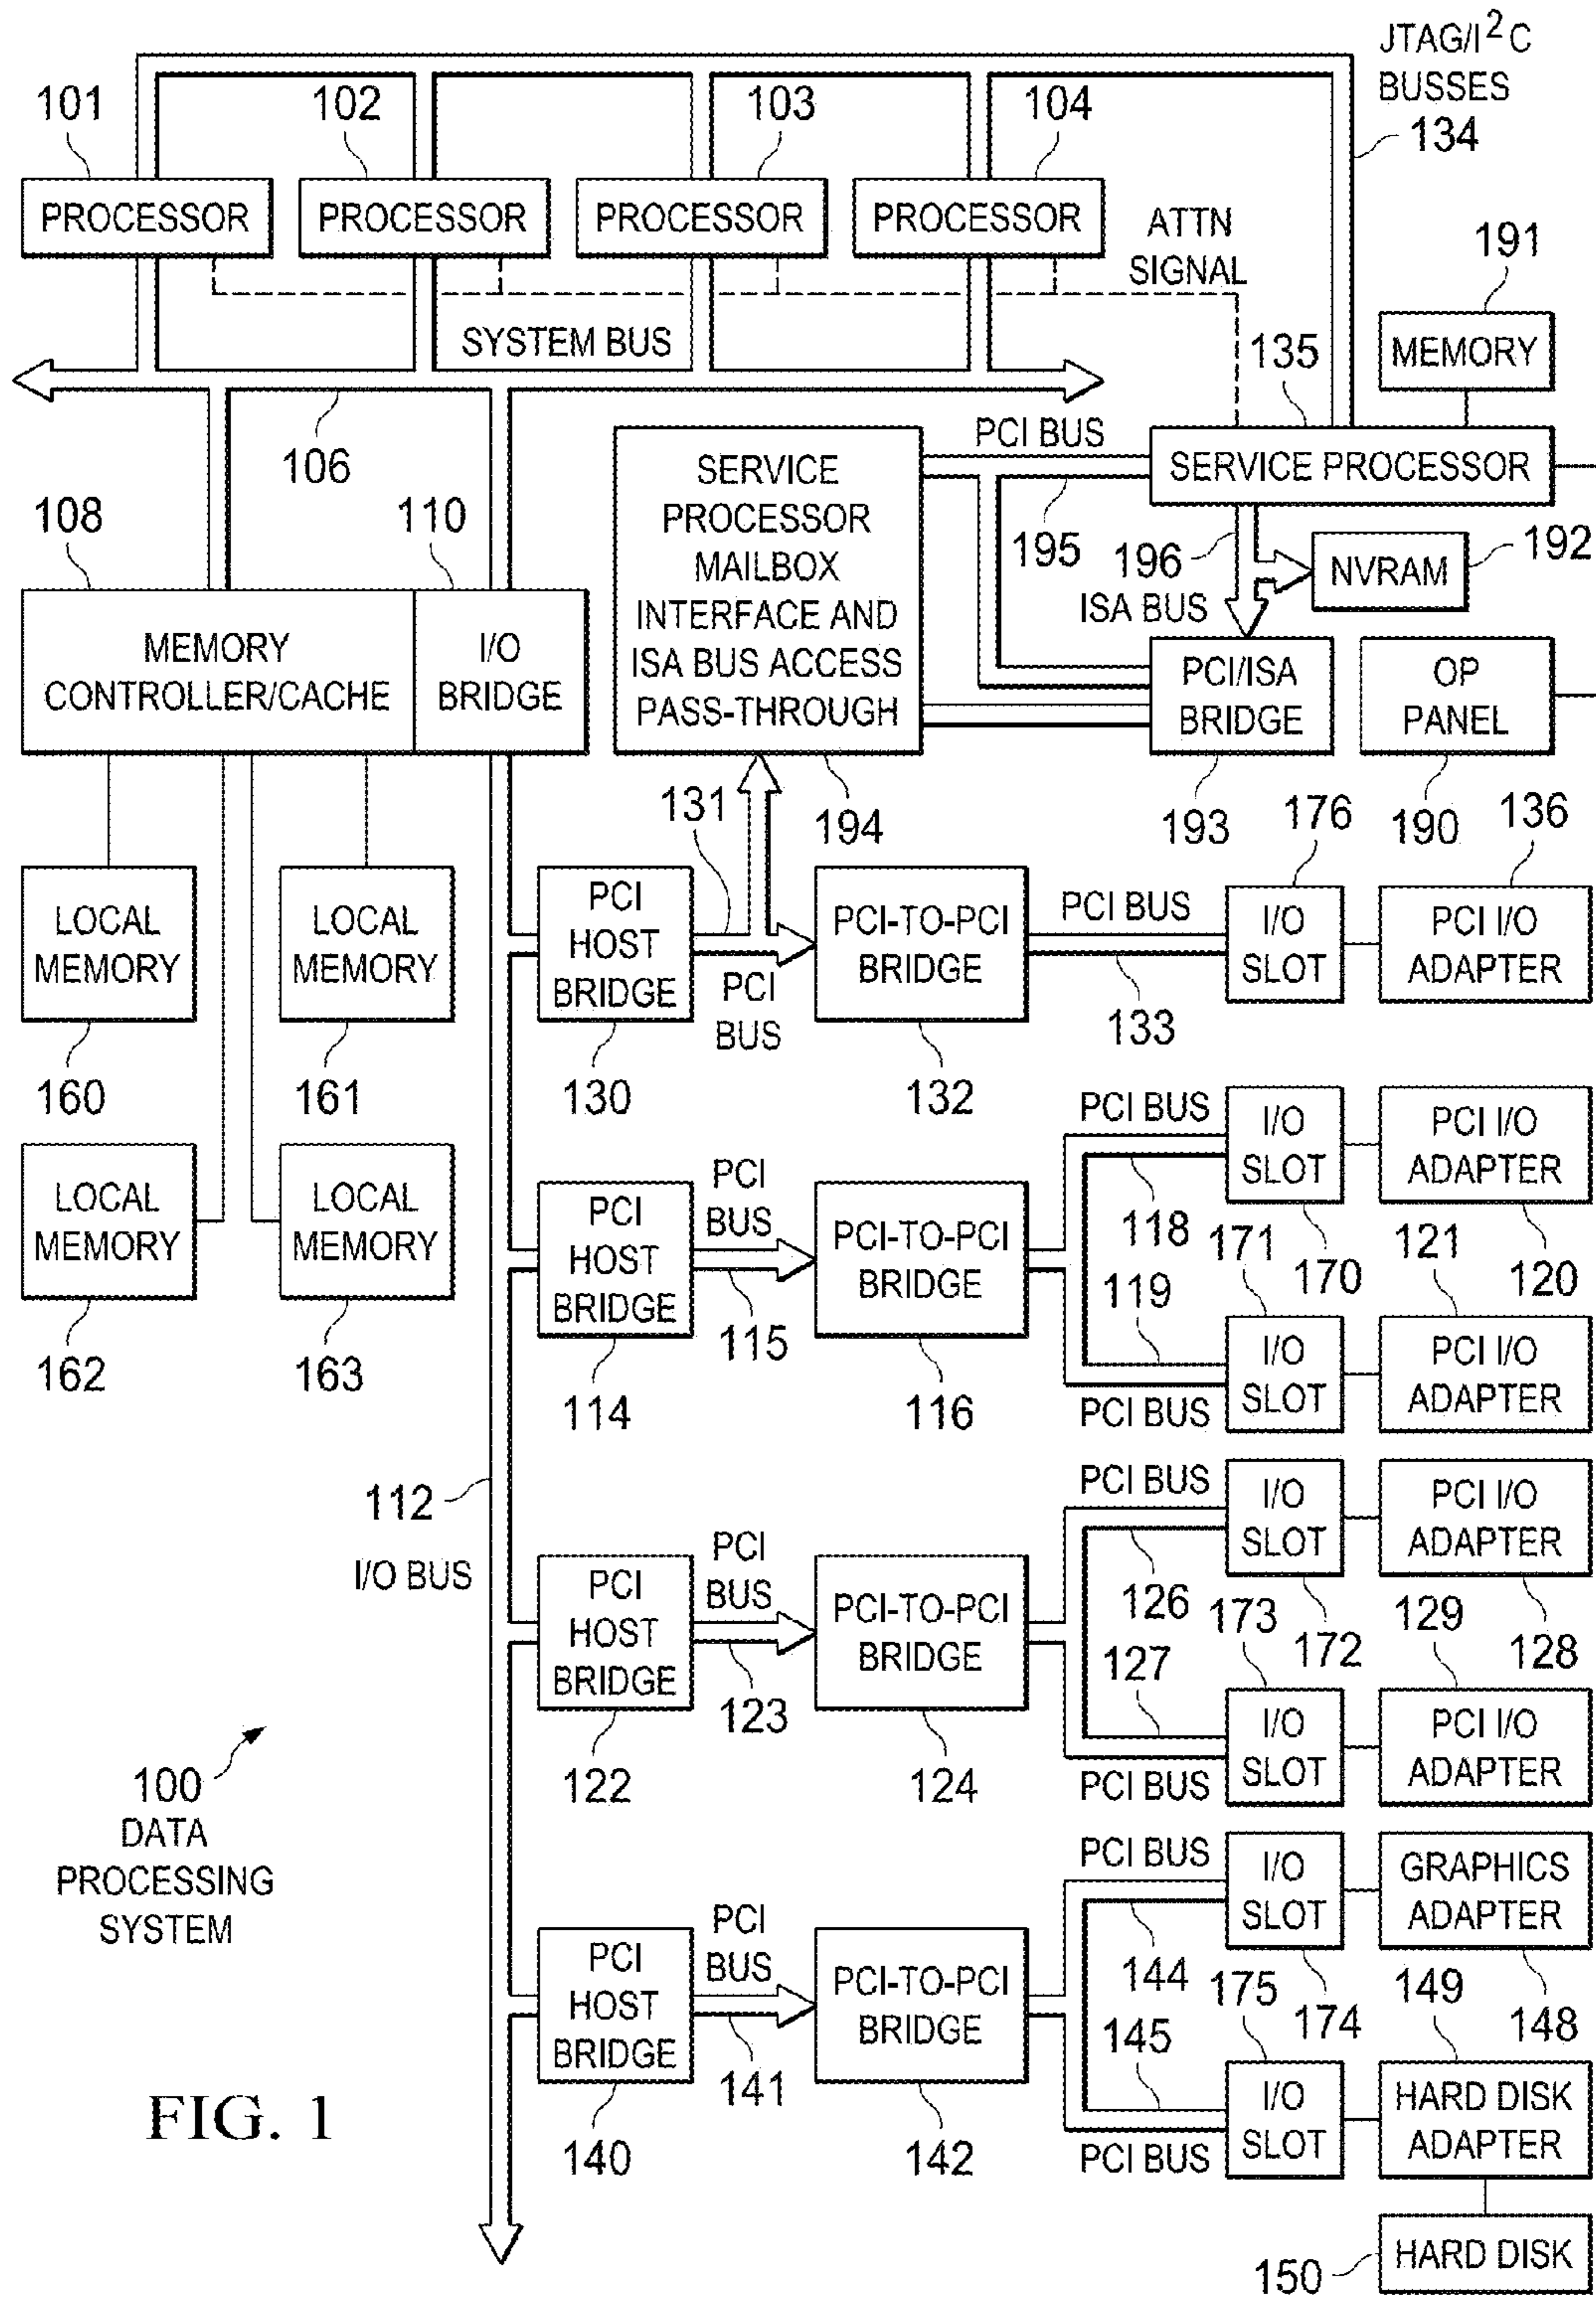 JTAG/I²C
BUSSES
134
101
102
103
104
PROCESSOR
PROCESSOR
PROCESSOR
PROCESSOR
ATTN
SIGNAL
191
MEMORY
SYSTEM BUS
135
106
PCI BUS
SERVICE PROCESSOR
108
110
SERVICE
PROCESSOR
MAILBOX
INTERFACE AND
ISA BUS ACCESS
PASS-THROUGH
195
196
ISA BUS
NVRAM
192
MEMORY
CONTROLLER/CACHE
I/O
BRIDGE
PCI/ISA
BRIDGE
OP
PANEL
131
194
193
176
190
136
LOCAL
MEMORY
LOCAL
MEMORY
PCI
HOST
BRIDGE
PCI
BUS
PCI-TO-PCI
BRIDGE
PCI BUS
133
I/O
SLOT
PCI I/O
ADAPTER
160
161
130
132
LOCAL
MEMORY
LOCAL
MEMORY
162
163
PCI
HOST
BRIDGE
114
PCI
BUS
115
PCI-TO-PCI
BRIDGE
116
PCI BUS
118
I/O
SLOT
170
PCI I/O
ADAPTER
120
119
171
121
PCI BUS
I/O
SLOT
PCI I/O
ADAPTER
112
I/O BUS
PCI
HOST
BRIDGE
122
PCI
BUS
123
PCI-TO-PCI
BRIDGE
124
PCI BUS
126
I/O
SLOT
172
PCI I/O
ADAPTER
128
127
173
129
PCI BUS
I/O
SLOT
PCI I/O
ADAPTER
100
DATA
PROCESSING
SYSTEM
PCI
HOST
BRIDGE
140
PCI
BUS
141
PCI-TO-PCI
BRIDGE
142
PCI BUS
144
I/O
SLOT
174
GRAPHICS
ADAPTER
148
145
175
149
PCI BUS
I/O
SLOT
HARD DISK
ADAPTER
150
HARD DISK
FIG. 1